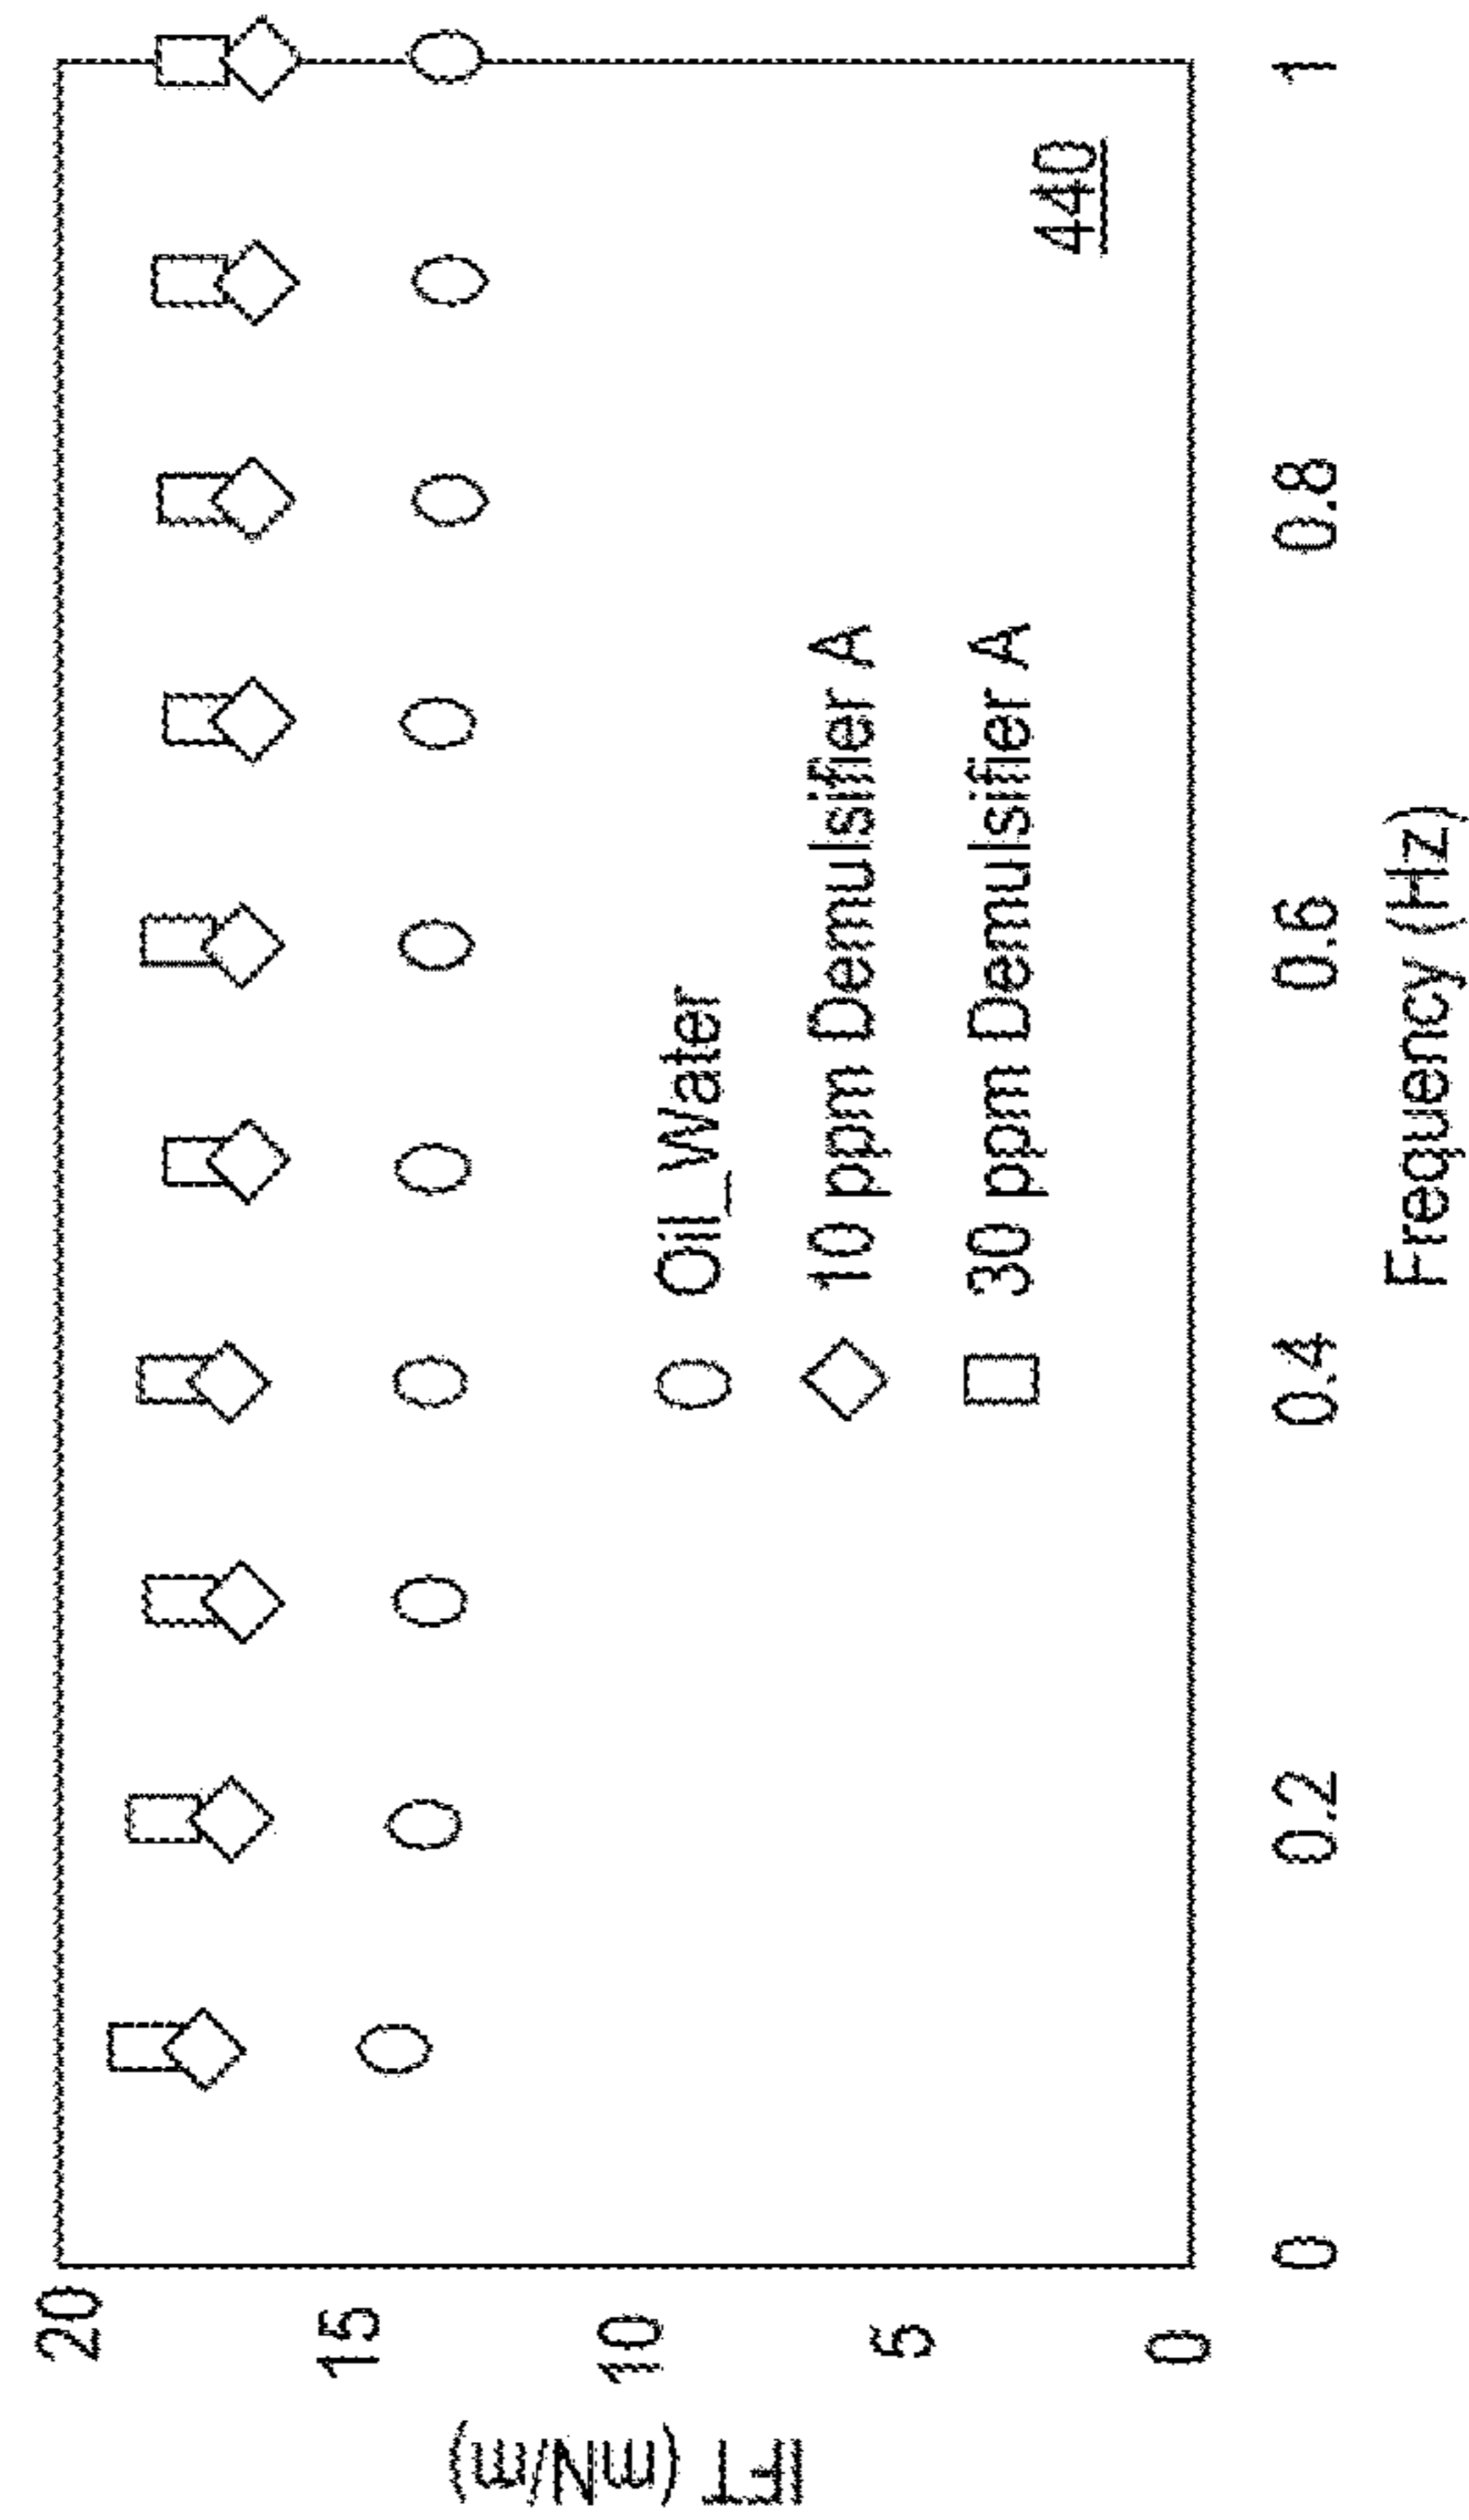 IFT (mN/m)
20
15
10
5
0
Oil_Water
10 ppm Demulsifier A
30 ppm Demulsifier A
440
0
0.2
0.4
0.6
0.8
1
Frequency (Hz)